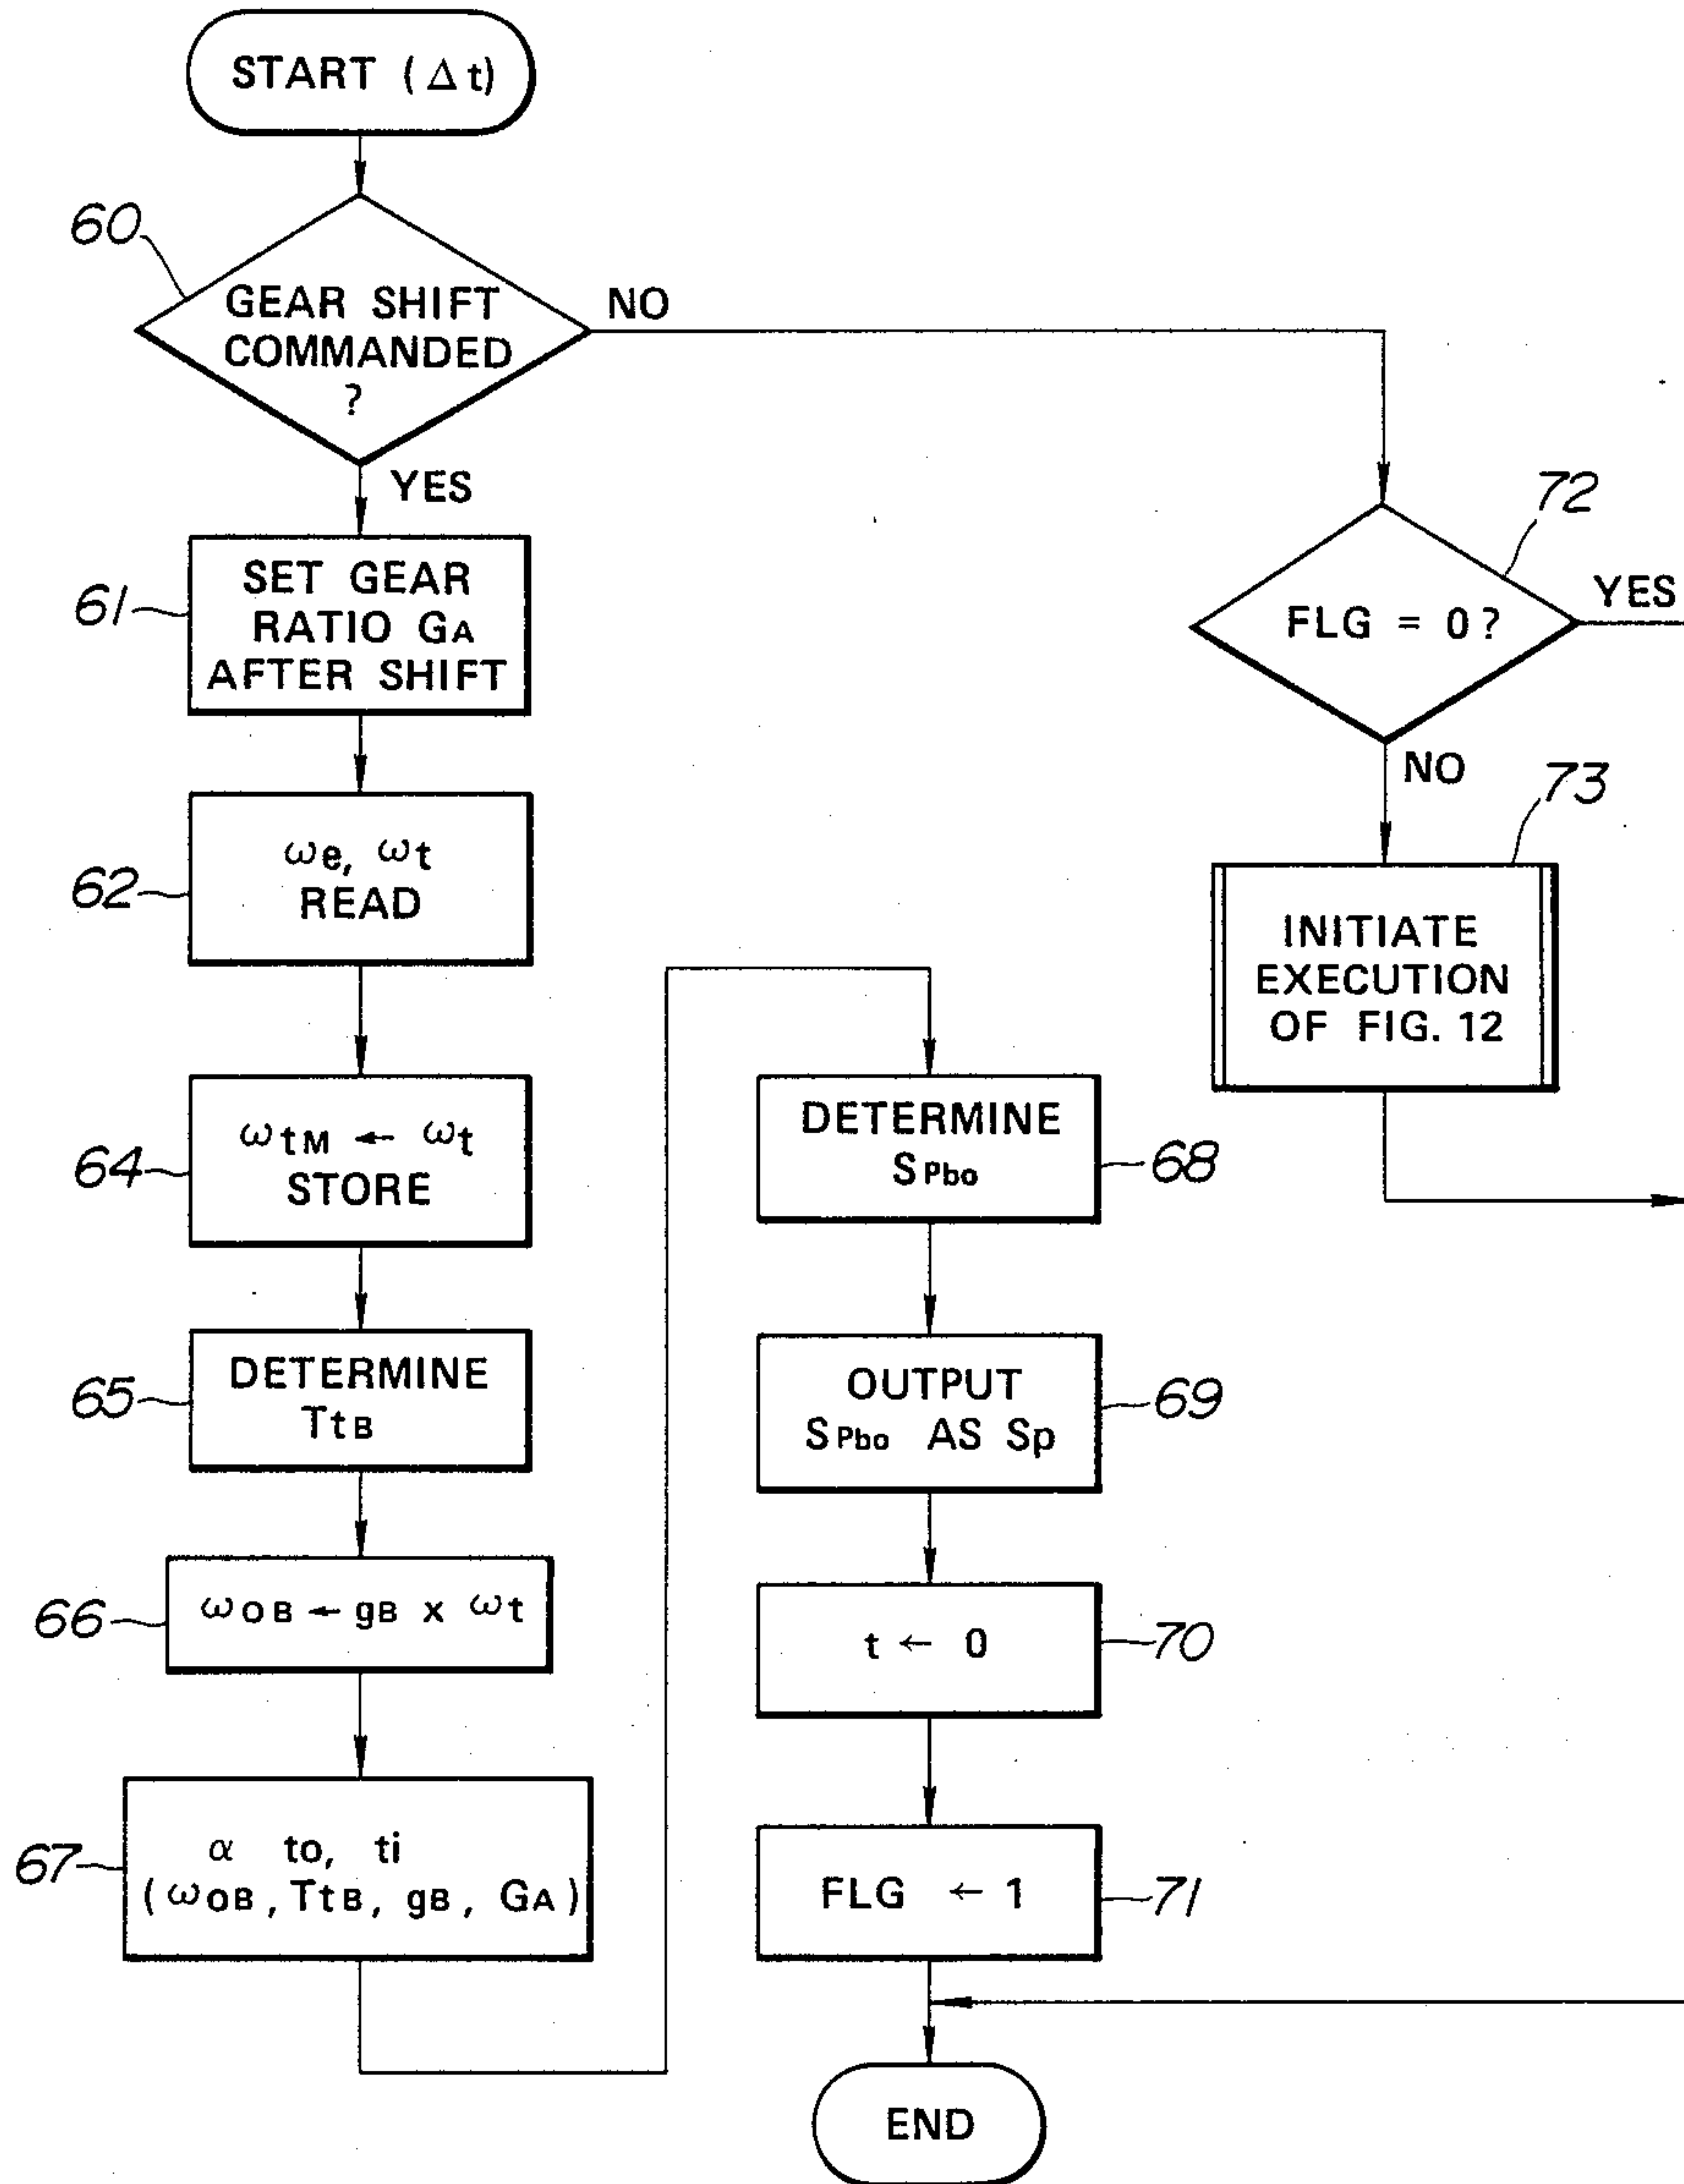 START (Δt)
60
GEAR SHIFT
COMMANDED
?
NO
YES
61
SET GEAR
RATIO GA
AFTER SHIFT
62
ωe, ωt
READ
64
ωtM ← ωt
STORE
65
DETERMINE
TtB
66
ωOB ← gB x ωt
67
α to, ti
(ωOB, TtB, gB, GA)
DETERMINE
SPbo
68
OUTPUT
SPbo AS Sp
69
t ← 0
70
FLG ← 1
71
END
72
FLG = 0?
YES
NO
73
INITIATE
EXECUTION
OF FIG. 12